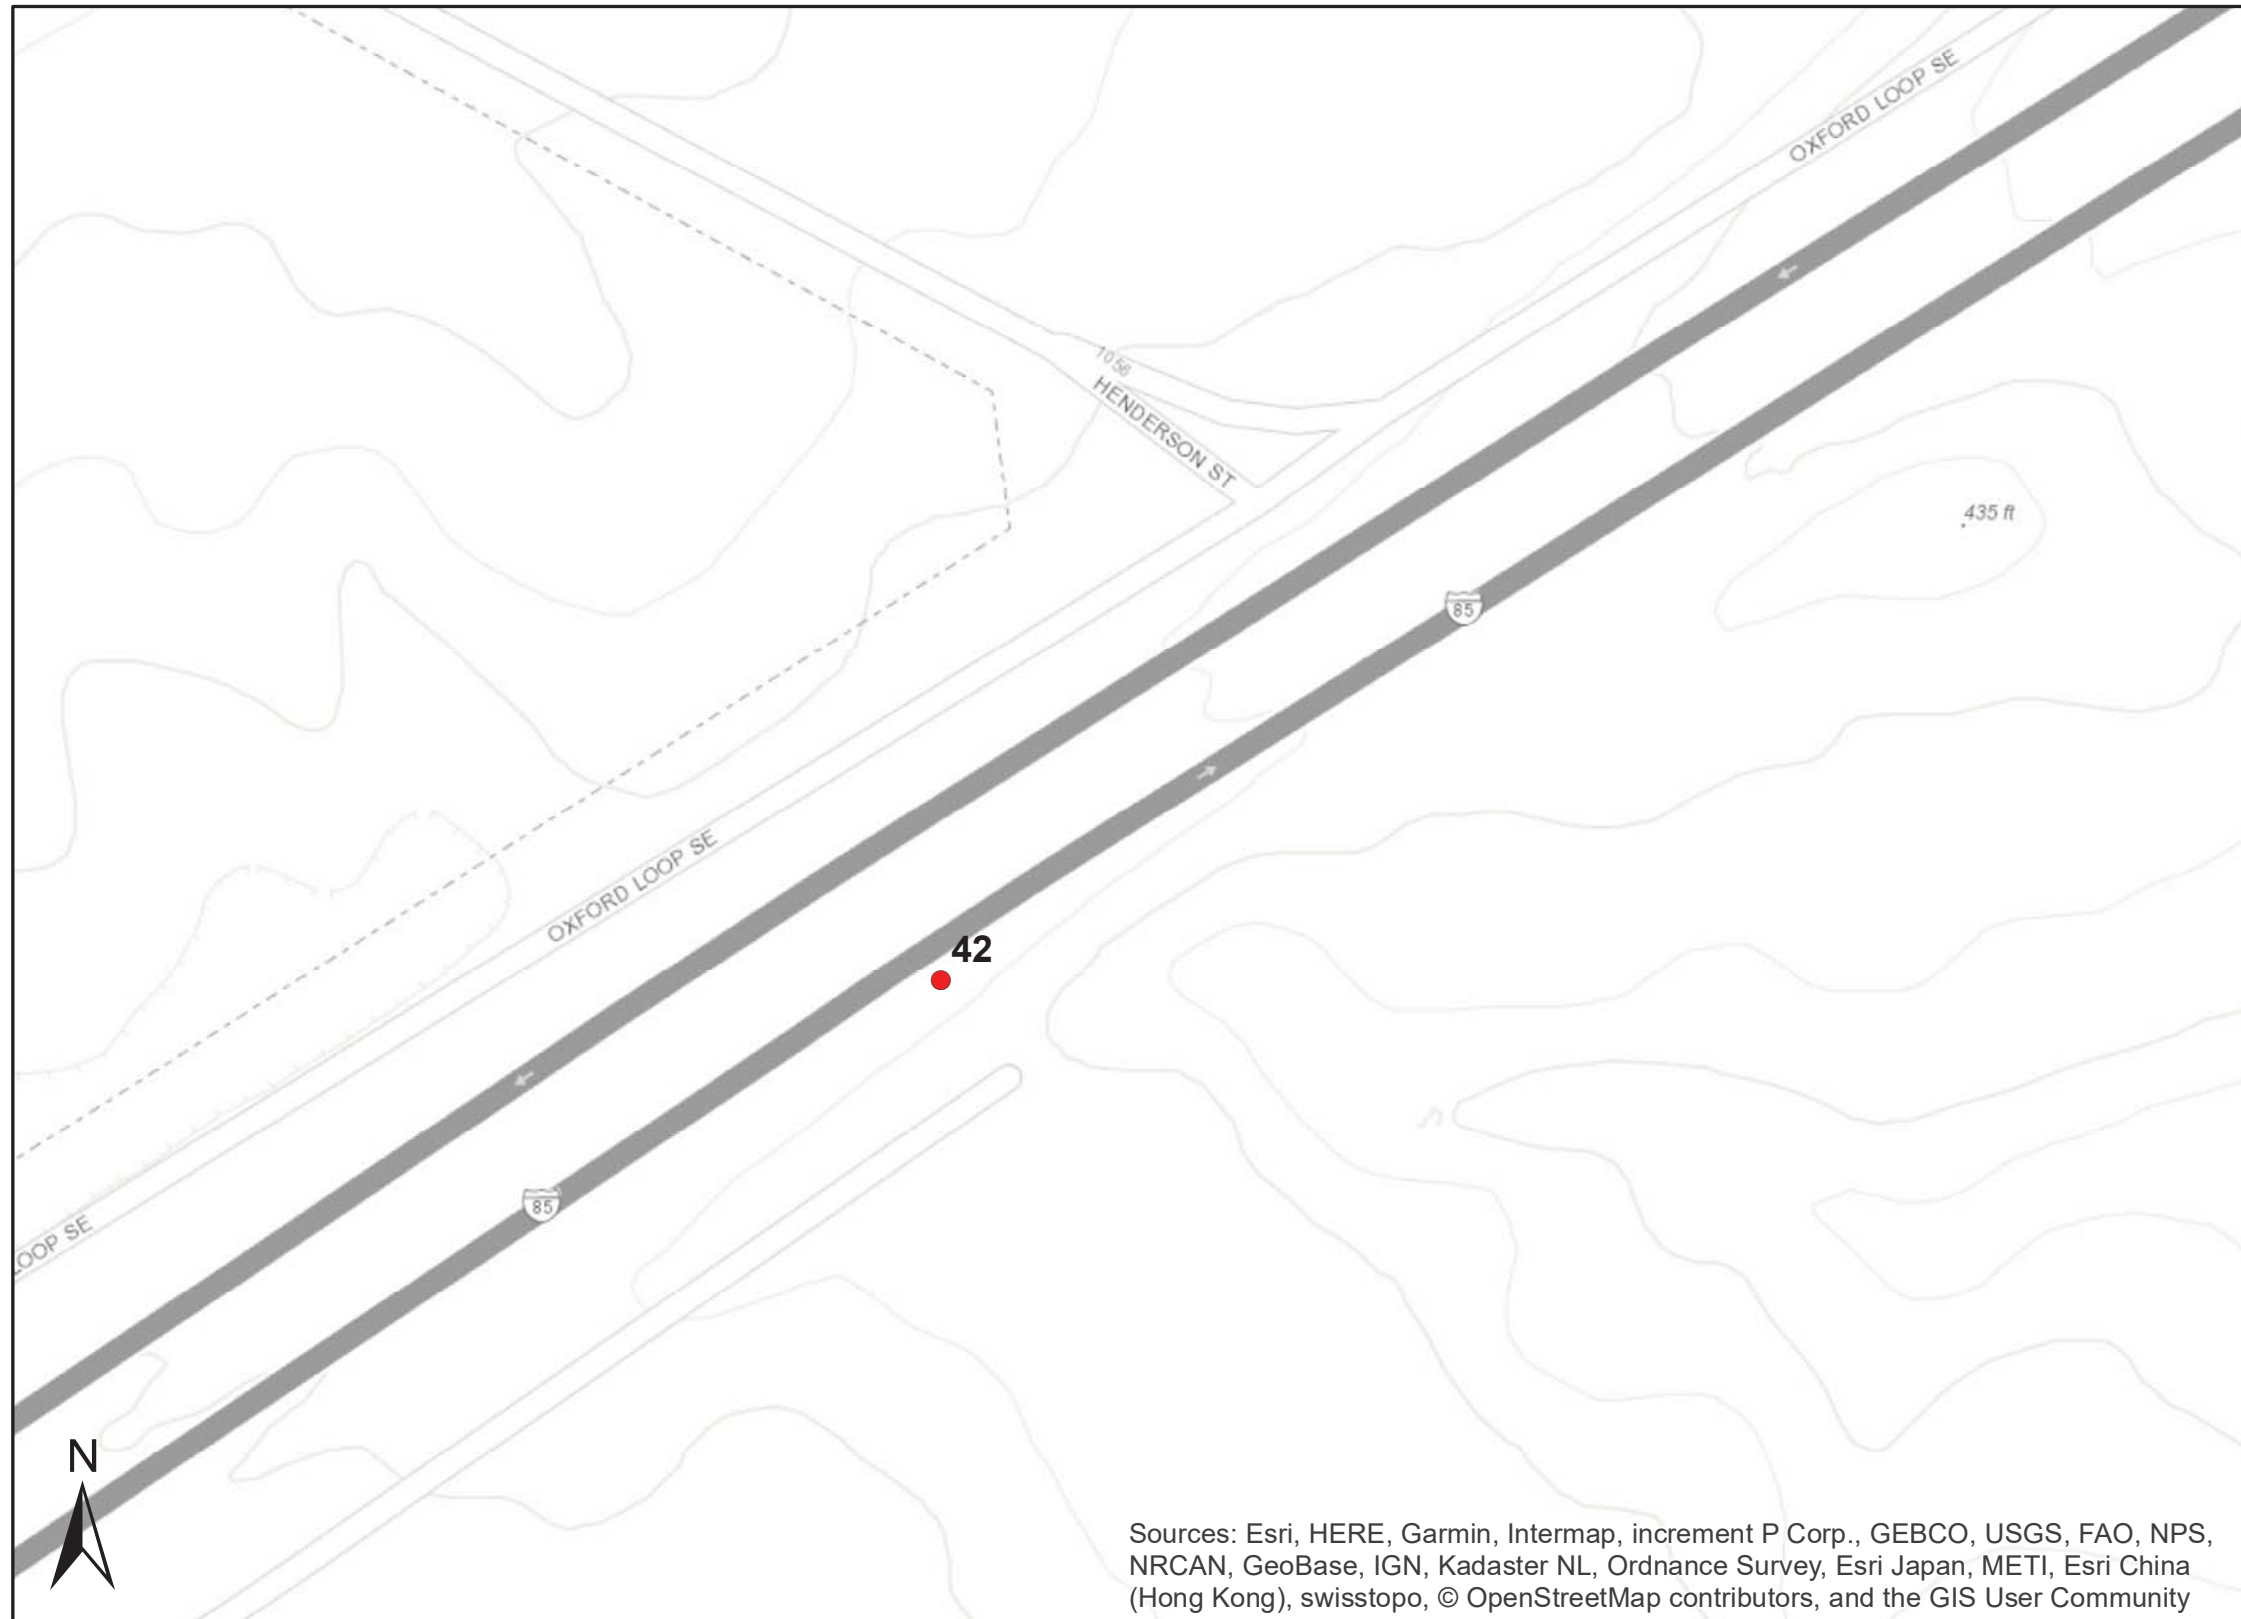 OXFORD LOOP SE
1056
HENDERSON ST
435 ft
85
OXFORD LOOP SE
42
85
LOOP SE
N
Sources: Esri, HERE, Garmin, Intermap, increment P Corp., GEBCO, USGS, FAO, NPS,
NRCAN, GeoBase, IGN, Kadaster NL, Ordnance Survey, Esri Japan, METI, Esri China
(Hong Kong), swisstopo, © OpenStreetMap contributors, and the GIS User Community